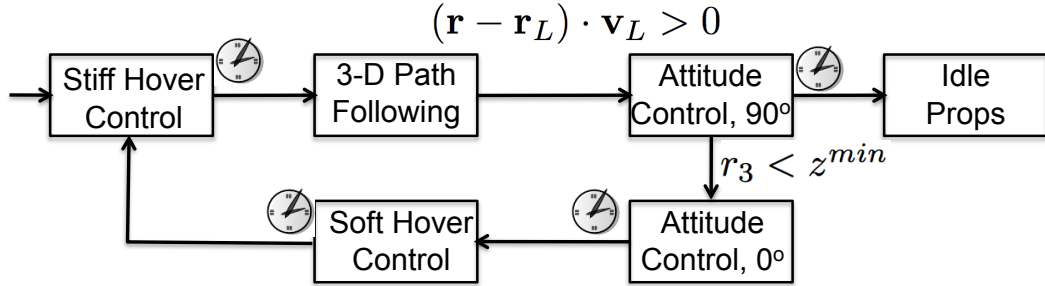 (r − r_L) · v_L > 0
Stiff Hover
Control
3-D Path
Following
Attitude
Control, 90°
Idle
Props
r₃ < z^{min}
Soft Hover
Control
Attitude
Control, 0°